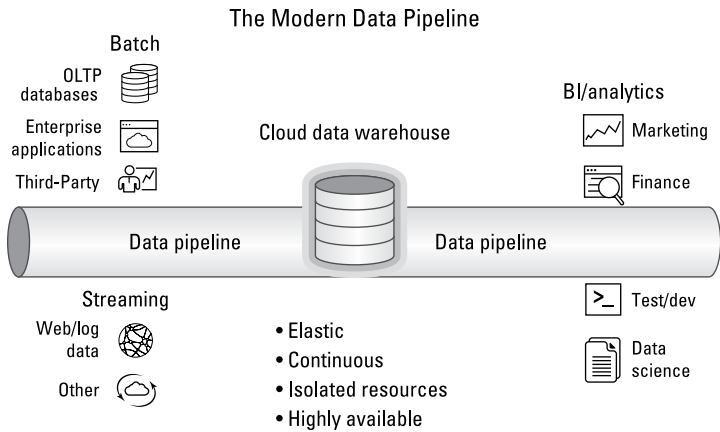 The Modern Data Pipeline
Batch
OLTP
databases
Enterprise
applications
Third-Party
Cloud data warehouse
BI/analytics
Marketing
Finance
Data pipeline
Data pipeline
Streaming
Web/log
data
Other
• Elastic
• Continuous
• Isolated resources
• Highly available
>_ Test/dev
Data
science